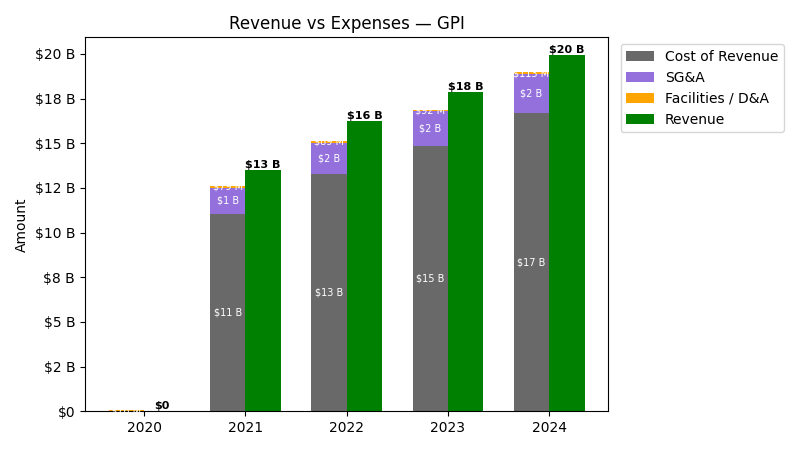 Revenue vs Expenses — GPI
Amount
$20 B
$18 B
$15 B
$12 B
$10 B
$8 B
$5 B
$2 B
$0
2020
2021
2022
2023
2024
$0
$13 B
$1 B
$11 B
$16 B
$2 B
$13 B
$18 B
$2 B
$15 B
$20 B
$2 B
$17 B
Cost of Revenue
SG&A
Facilities / D&A
Revenue